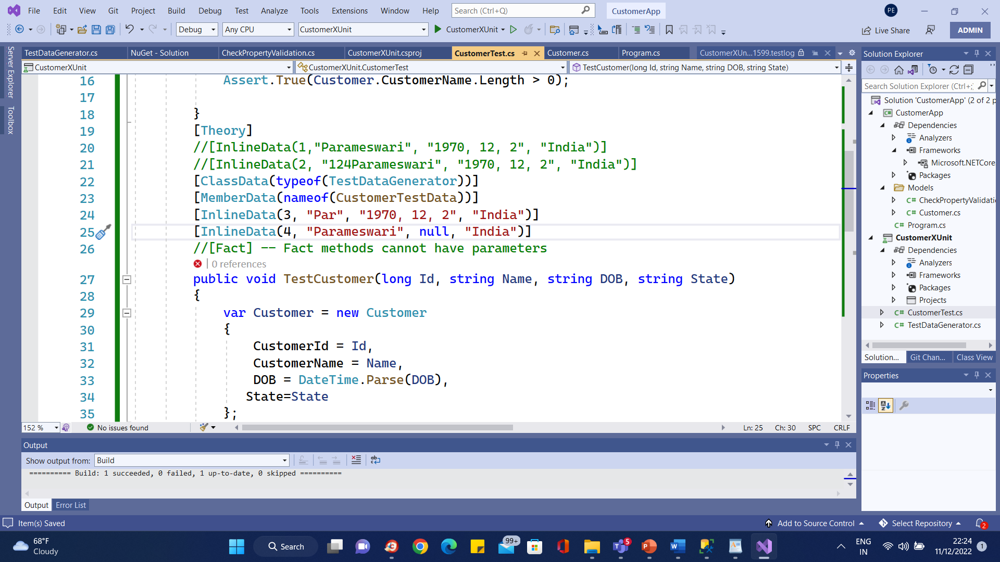 File Edit View Git Project Build Debug Test Analyze Tools Extensions Window Help Search (Ctrl+Q) CustomerApp PE
Debug Any CPU CustomerXUnit CustomerXUnit Live Share ADMIN
Server Explorer
Toolbox
TestDataGenerator.cs NuGet - Solution CheckPropertyValidation.cs CustomerXUnit.csproj CustomerTest.cs Customer.cs Program.cs CustomerXUn...1599.testlog
CustomerXUnit CustomerXUnit.CustomerTest TestCustomer(long Id, string Name, string DOB, string State)
16 Assert.True(Customer.CustomerName.Length > 0);
17
18 }
19 [Theory]
20 //[InlineData(1,"Parameswari", "1970, 12, 2", "India")]
21 //[InlineData(2, "124Parameswari", "1970, 12, 2", "India")]
22 [ClassData(typeof(TestDataGenerator))]
23 [MemberData(nameof(CustomerTestData))]
24 [InlineData(3, "Par", "1970, 12, 2", "India")]
25 [InlineData(4, "Parameswari", null, "India")]
26 //[Fact] -- Fact methods cannot have parameters
0 references
27 public void TestCustomer(long Id, string Name, string DOB, string State)
28 {
29 var Customer = new Customer
30 {
31 CustomerId = Id,
32 CustomerName = Name,
33 DOB = DateTime.Parse(DOB),
34 State=State
35 };
152 % No issues found Ln: 25 Ch: 30 SPC CRLF
Output
Show output from: Build
========== Build: 1 succeeded, 0 failed, 1 up-to-date, 0 skipped ==========
Output Error List
Solution Explorer
Search Solution Explorer (Ctrl+;)
Solution 'CustomerApp' (2 of 2 p
C# CustomerApp
Dependencies
Analyzers
Frameworks
Microsoft.NETCore
Packages
Models
C# CheckPropertyValidati
C# Customer.cs
C# Program.cs
CustomerXUnit
Dependencies
Analyzers
Frameworks
Packages
Projects
C# CustomerTest.cs
C# TestDataGenerator.cs
Solution... Git Chan... Class View
Properties
Item(s) Saved Add to Source Control Select Repository 2
68°F
Cloudy
Search 99+ 5
ENG
IN
22:24
11/12/2022
1